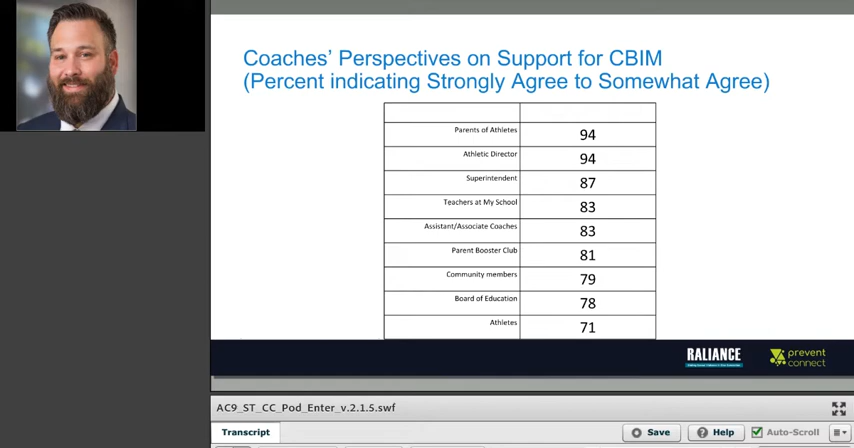 Coaches' Perspectives on Support for CBIM
(Percent indicating Strongly Agree to Somewhat Agree)
Parents of Athletes 94
Athletic Director 94
Superintendent 87
Teachers at My School 83
Assistant/Associate Coaches 83
Parent Booster Club 81
Community members 79
Board of Education 78
Athletes 71
RALIANCE
prevent
connect
AC9_ST_CC_Pod_Enter_v.2.1.5.swf
Transcript
Save
Help
Auto-Scroll